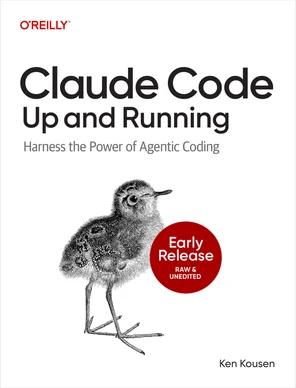 O'REILLY®
Claude Code
Up and Running
Harness the Power of Agentic Coding
Early
Release
RAW &
UNEDITED
Ken Kousen